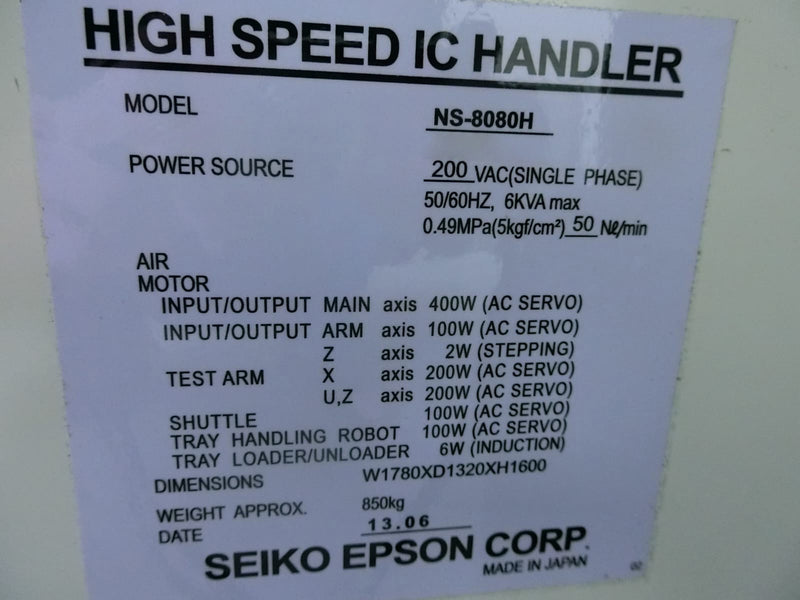 HIGH SPEED IC HANDLER
MODEL NS-8080H
POWER SOURCE 200 VAC(SINGLE PHASE)
50/60HZ, 6KVA max
0.49MPa(5kgf/cm²) 50 Nℓ/min
AIR
MOTOR
INPUT/OUTPUT MAIN axis 400W (AC SERVO)
INPUT/OUTPUT ARM axis 100W (AC SERVO)
Z axis 2W (STEPPING)
TEST ARM X axis 200W (AC SERVO)
U,Z axis 200W (AC SERVO)
SHUTTLE 100W (AC SERVO)
TRAY HANDLING ROBOT 100W (AC SERVO)
TRAY LOADER/UNLOADER 6W (INDUCTION)
DIMENSIONS W1780XD1320XH1600
WEIGHT APPROX. 850kg
DATE 13.06
SEIKO EPSON CORP.
MADE IN JAPAN